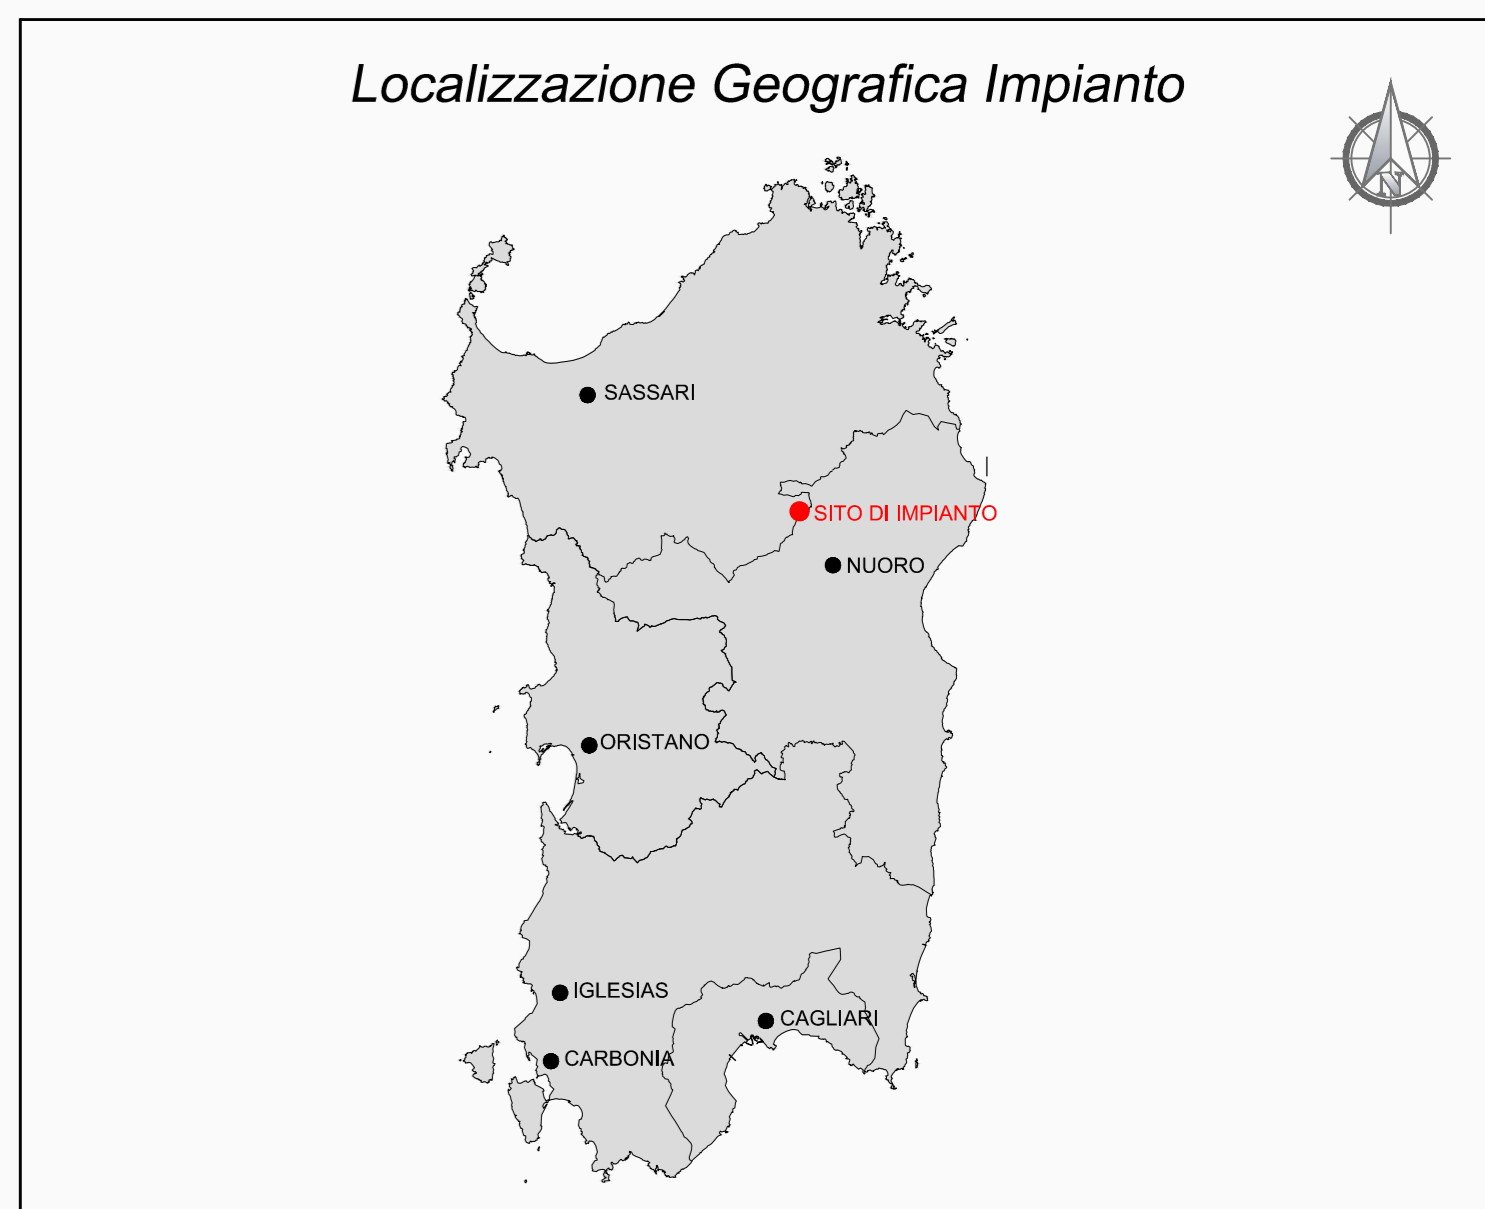 Localizzazione Geografica Impianto
N
SASSARI
SITO DI IMPIANTO
NUORO
ORISTANO
IGLESIAS
CAGLIARI
CARBONIA